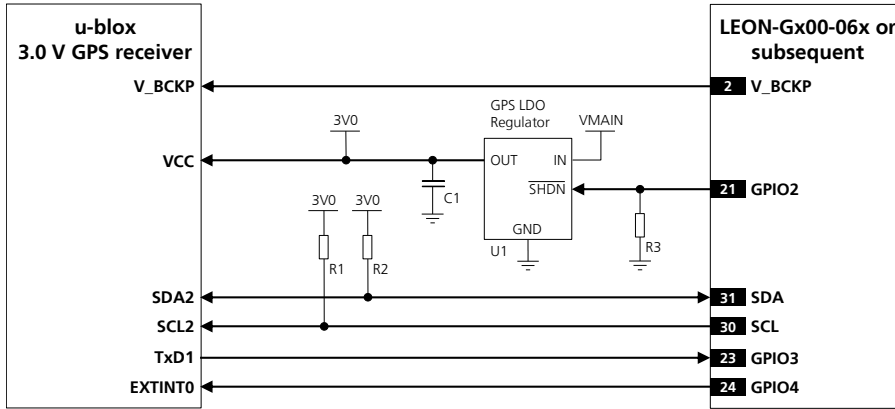 u-blox
3.0 V GPS receiver
LEON-Gx00-06x or
subsequent
V_BCKP
2 V_BCKP
GPS LDO
Regulator
3V0
VMAIN
VCC
OUT IN
SHDN
21 GPIO2
C1
3V0 3V0
GND
U1
R3
R1 R2
SDA2
31 SDA
SCL2
30 SCL
TxD1
23 GPIO3
EXTINT0
24 GPIO4